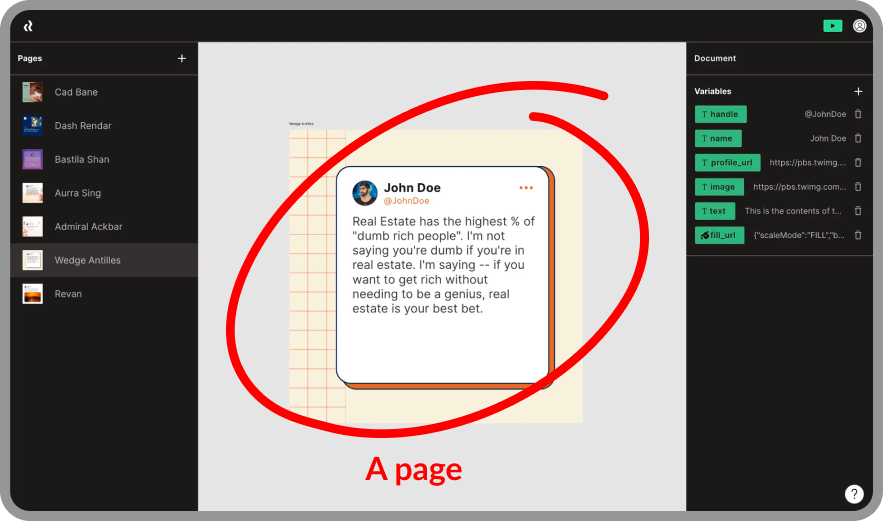 Pages
+
Cad Bane
Dash Rendar
Bastila Shan
Aurra Sing
Admiral Ackbar
Wedge Antilles
Revan
Wedge Antilles
John Doe
@JohnDoe
Real Estate has the highest % of
"dumb rich people". I'm not
saying you're dumb if you're in
real estate. I'm saying -- if you
want to get rich without
needing to be a genius, real
estate is your best bet.
A page
Document
Variables +
T handle @JohnDoe
T name John Doe
T profile_url https://pbs.twimg....
T image https://pbs.twimg.com...
T text This is the contents of t...
fill_url {"scaleMode":"FILL","b...
?